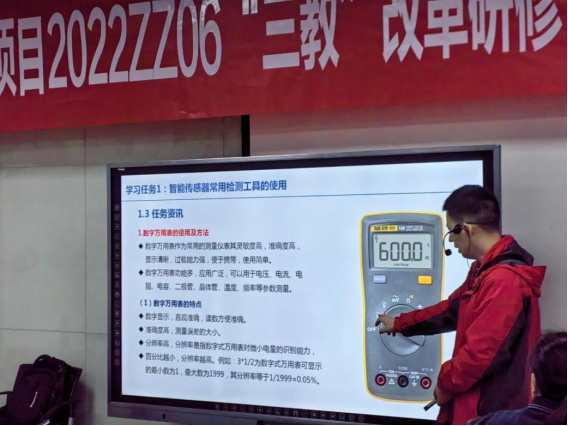 项目2022ZZ06 “三教”改革研修
学习任务1：智能传感器常用检测工具的使用
1.3 任务资讯
1.数字万用表的使用及方法
数字万用表作为常用的测量仪表其灵敏度高，准确度高，
显示清晰，过载能力强，便于携带，使用简单。
数字万用表功能多，应用广泛，可以用于电压、电流、电
阻、电容、二极管、晶体管、温度、频率等参数测量。
（1）数字万用表的特点
数字显示，直观准确，读数方便准确。
准确度高，测量误差的大小。
分辨率高，分辨率是指数字式万用表对微小电量的识别能力，
百分比越小，分辨率越高。例如：3*1/2为数字式万用表可显示
的最小数为1，最大数为1999，其分辨率等于1/1999≈0.05%。
600.0
OFF